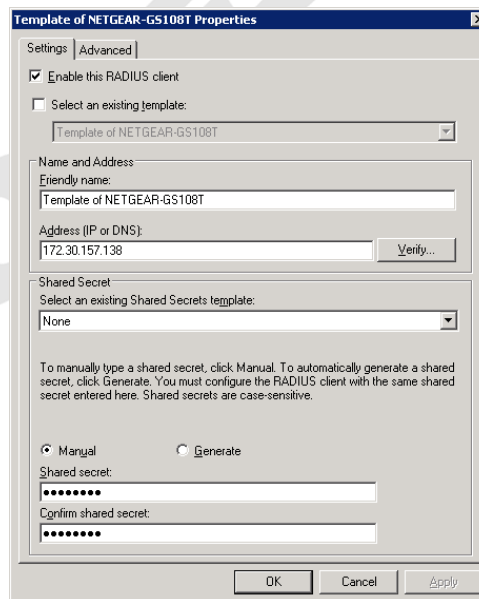 Template of NETGEAR-GS108T Properties
Settings
Advanced
Enable this RADIUS client
Select an existing template:
Template of NETGEAR-GS108T
Name and Address
Friendly name:
Template of NETGEAR-GS108T
Address (IP or DNS):
172.30.157.138
Verify...
Shared Secret
Select an existing Shared Secrets template:
None
To manually type a shared secret, click Manual. To automatically generate a shared
secret, click Generate. You must configure the RADIUS client with the same shared
secret entered here. Shared secrets are case-sensitive.
Manual
Generate
Shared secret:
●●●●●●●●
Confirm shared secret:
●●●●●●●●
OK
Cancel
Apply